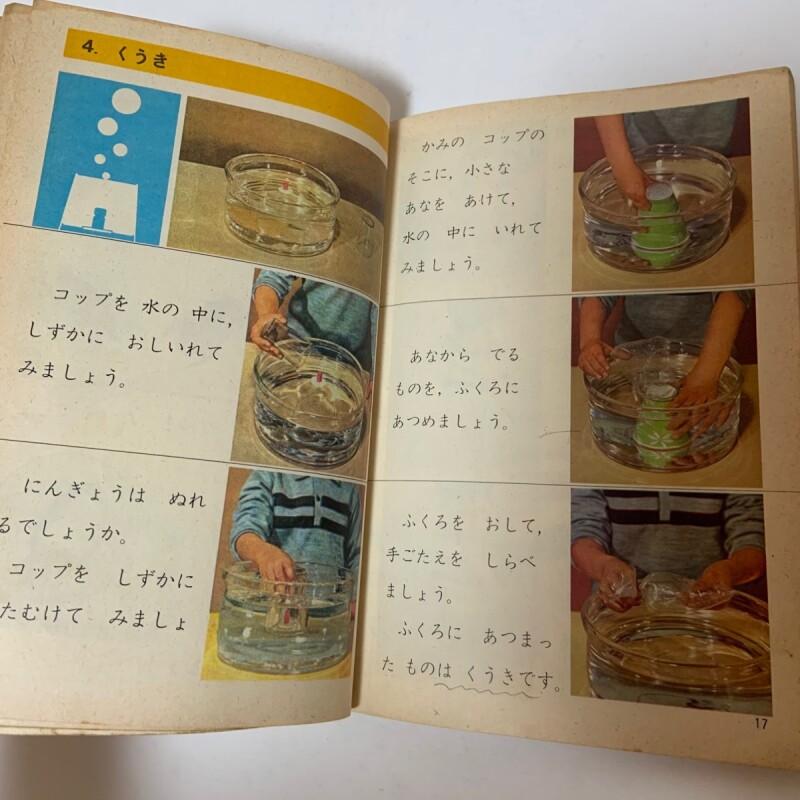 4. くうき
コップを 水の 中に,
しずかに おしいれて
みましょう。
にんぎょうは ぬれ
るでしょうか。
コップを しずかに
たむけて みましょ
かみの コップの
そこに, 小さな
あなを あけて,
水の 中に いれて
みましょう。
あなから でる
ものを, ふくろに
あつめましょう。
ふくろを おして,
手ごたえを しらべ
ましょう。
ふくろに あつまっ
た ものは くうきです。
17